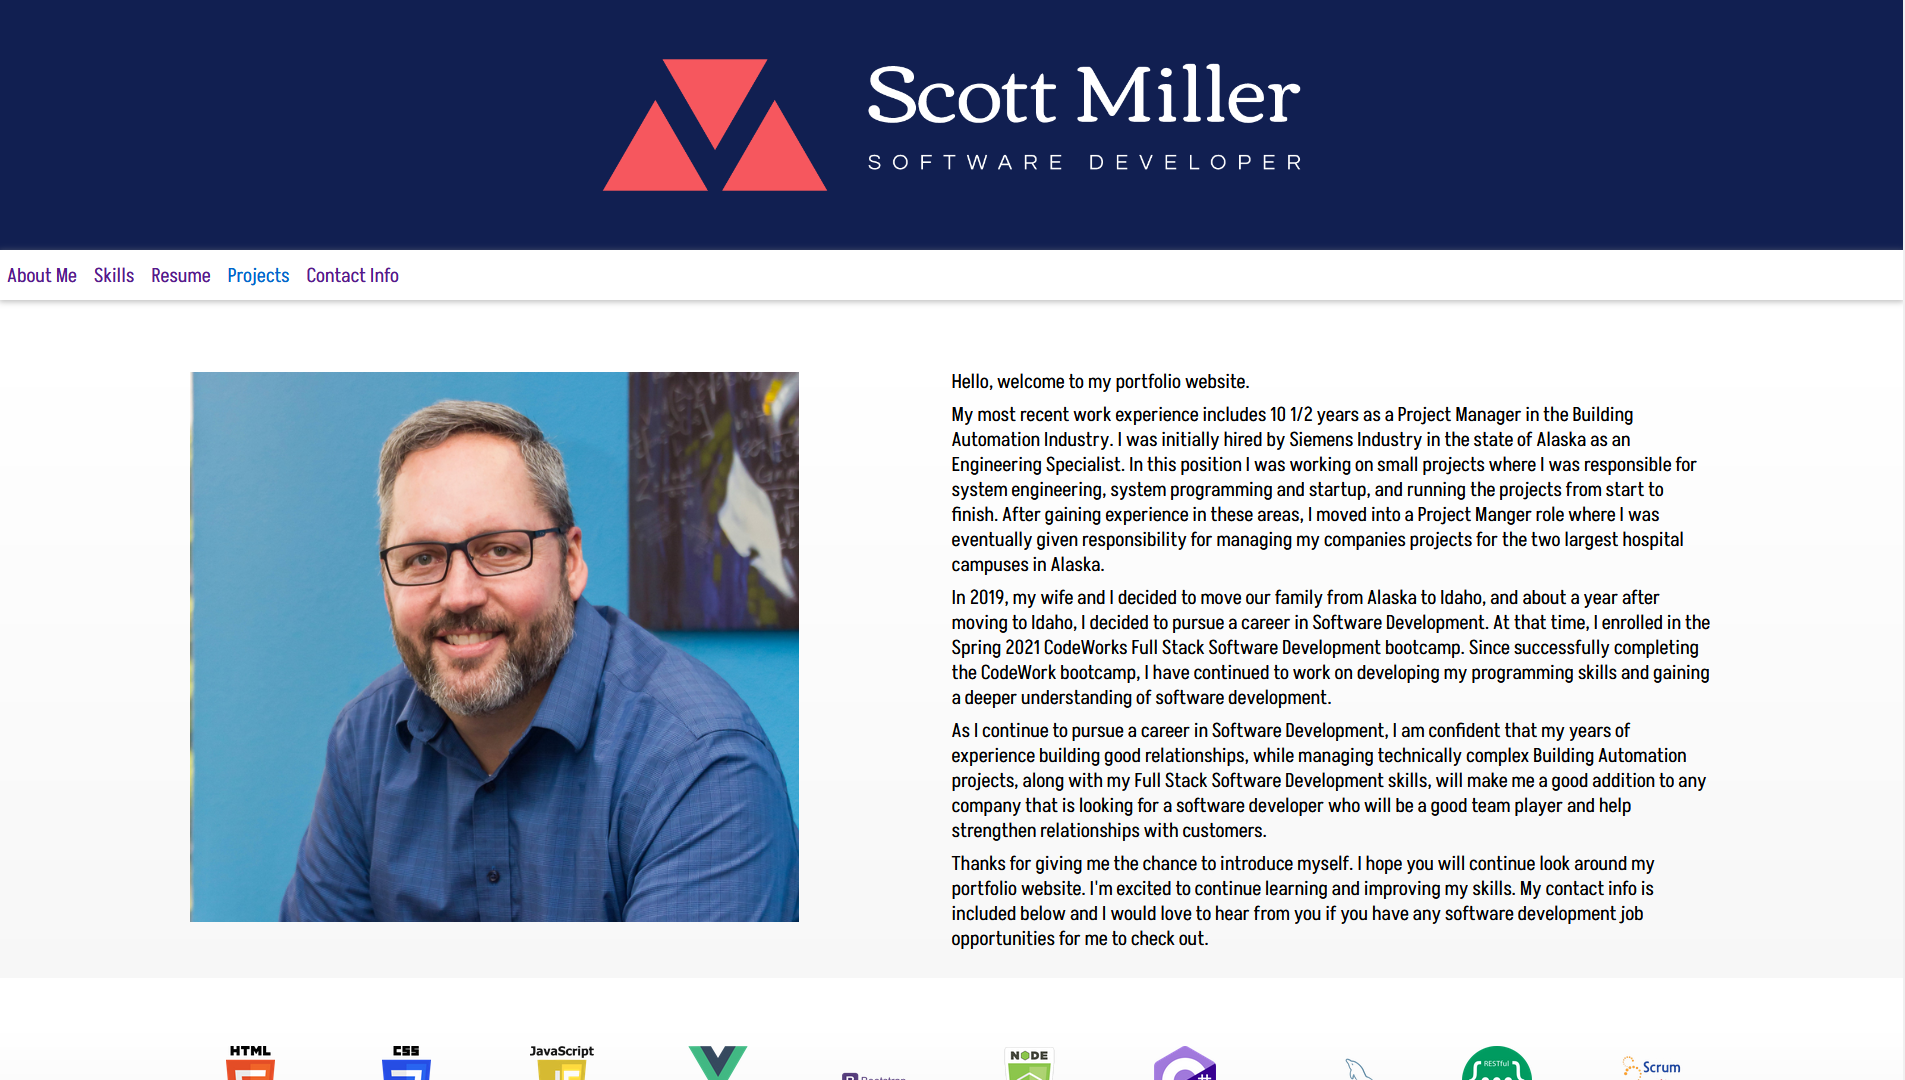 Scott Miller
SOFTWARE DEVELOPER
About Me Skills Resume Projects Contact Info
Hello, welcome to my portfolio website.
My most recent work experience includes 10 1/2 years as a Project Manager in the Building
Automation Industry. I was initially hired by Siemens Industry in the state of Alaska as an
Engineering Specialist. In this position I was working on small projects where I was responsible for
system engineering, system programming and startup, and running the projects from start to
finish. After gaining experience in these areas, I moved into a Project Manger role where I was
eventually given responsibility for managing my companies projects for the two largest hospital
campuses in Alaska.
In 2019, my wife and I decided to move our family from Alaska to Idaho, and about a year after
moving to Idaho, I decided to pursue a career in Software Development. At that time, I enrolled in the
Spring 2021 CodeWorks Full Stack Software Development bootcamp. Since successfully completing
the CodeWork bootcamp, I have continued to work on developing my programming skills and gaining
a deeper understanding of software development.
As I continue to pursue a career in Software Development, I am confident that my years of
experience building good relationships, while managing technically complex Building Automation
projects, along with my Full Stack Software Development skills, will make me a good addition to any
company that is looking for a software developer who will be a good team player and help
strengthen relationships with customers.
Thanks for giving me the chance to introduce myself. I hope you will continue look around my
portfolio website. I'm excited to continue learning and improving my skills. My contact info is
included below and I would love to hear from you if you have any software development job
opportunities for me to check out.
HTML CSS JavaScript NODE RESTful Scrum